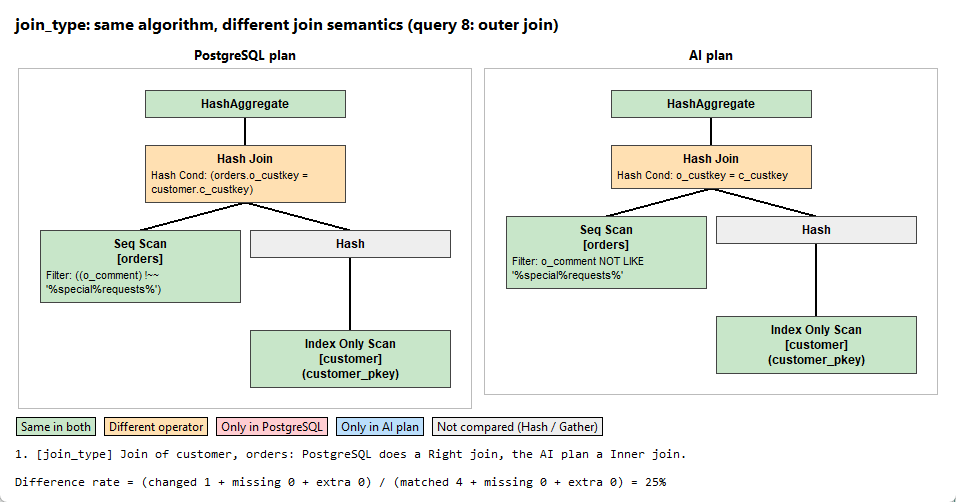 join_type: same algorithm, different join semantics (query 8: outer join)
PostgreSQL plan
HashAggregate
Hash Join
Hash Cond: (orders.o_custkey =
customer.c_custkey)
Seq Scan
[orders]
Filter: ((o_comment) !~~
'%special%requests%')
Hash
Index Only Scan
[customer]
(customer_pkey)
AI plan
HashAggregate
Hash Join
Hash Cond: o_custkey = c_custkey
Seq Scan
[orders]
Filter: o_comment NOT LIKE
'%special%requests%'
Hash
Index Only Scan
[customer]
(customer_pkey)
Same in both
Different operator
Only in PostgreSQL
Only in AI plan
Not compared (Hash / Gather)
1. [join_type] Join of customer, orders: PostgreSQL does a Right join, the AI plan a Inner join.
Difference rate = (changed 1 + missing 0 + extra 0) / (matched 4 + missing 0 + extra 0) = 25%